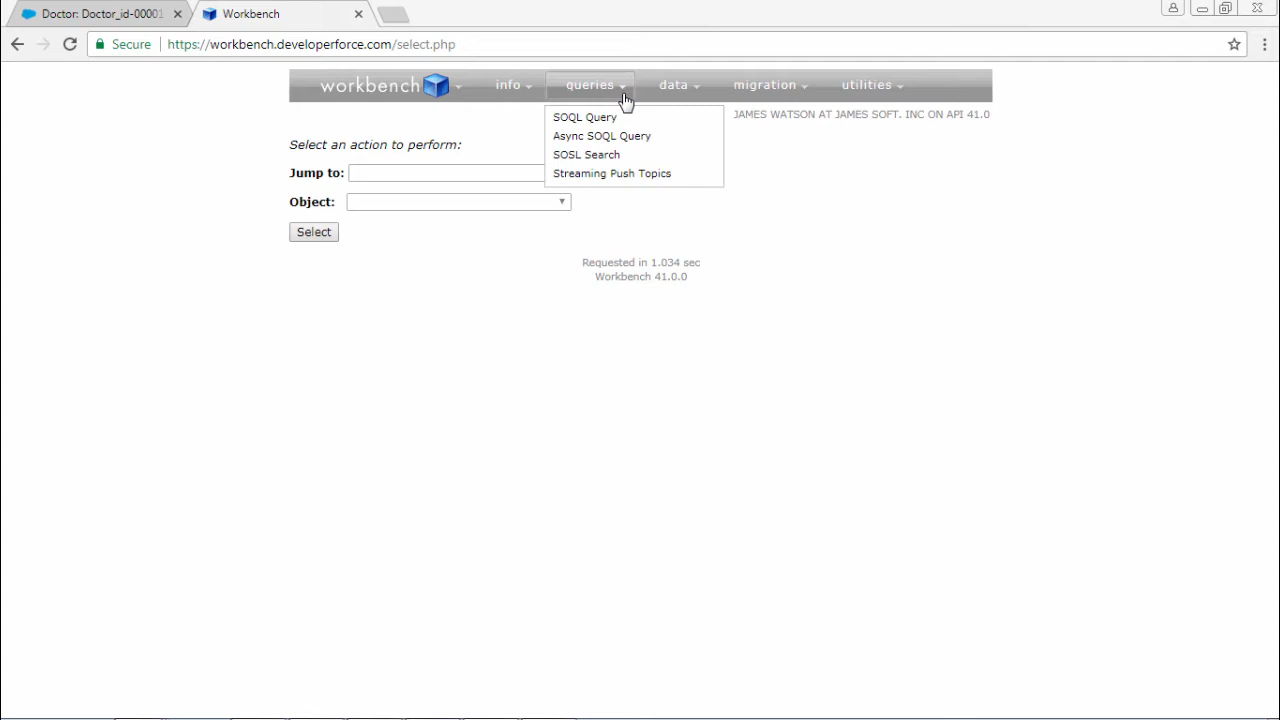 Doctor: Doctor_id-00001
Workbench
Secure
https://workbench.developerforce.com/select.php
workbench
info
queries
data
migration
utilities
SOQL Query
Async SOQL Query
SOSL Search
Streaming Push Topics
JAMES WATSON AT JAMES SOFT. INC ON API 41.0
Select an action to perform:
Jump to:
Object:
Select
Requested in 1.034 sec
Workbench 41.0.0